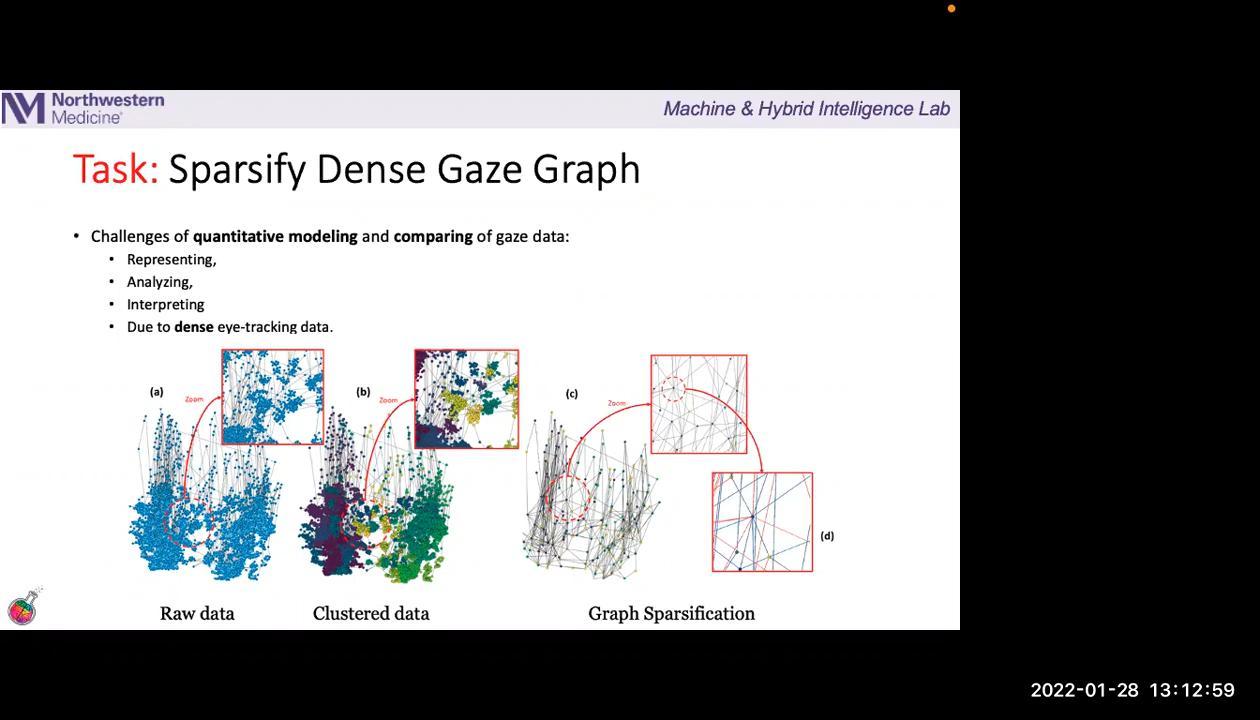 Northwestern
Medicine®
Machine & Hybrid Intelligence Lab
Task: Sparsify Dense Gaze Graph
• Challenges of quantitative modeling and comparing of gaze data:
• Representing,
• Analyzing,
• Interpreting
• Due to dense eye-tracking data.
(a)
Zoom
(b)
Zoom
(c)
Zoom
(d)
Raw data
Clustered data
Graph Sparsification
2022-01-28 13:12:59